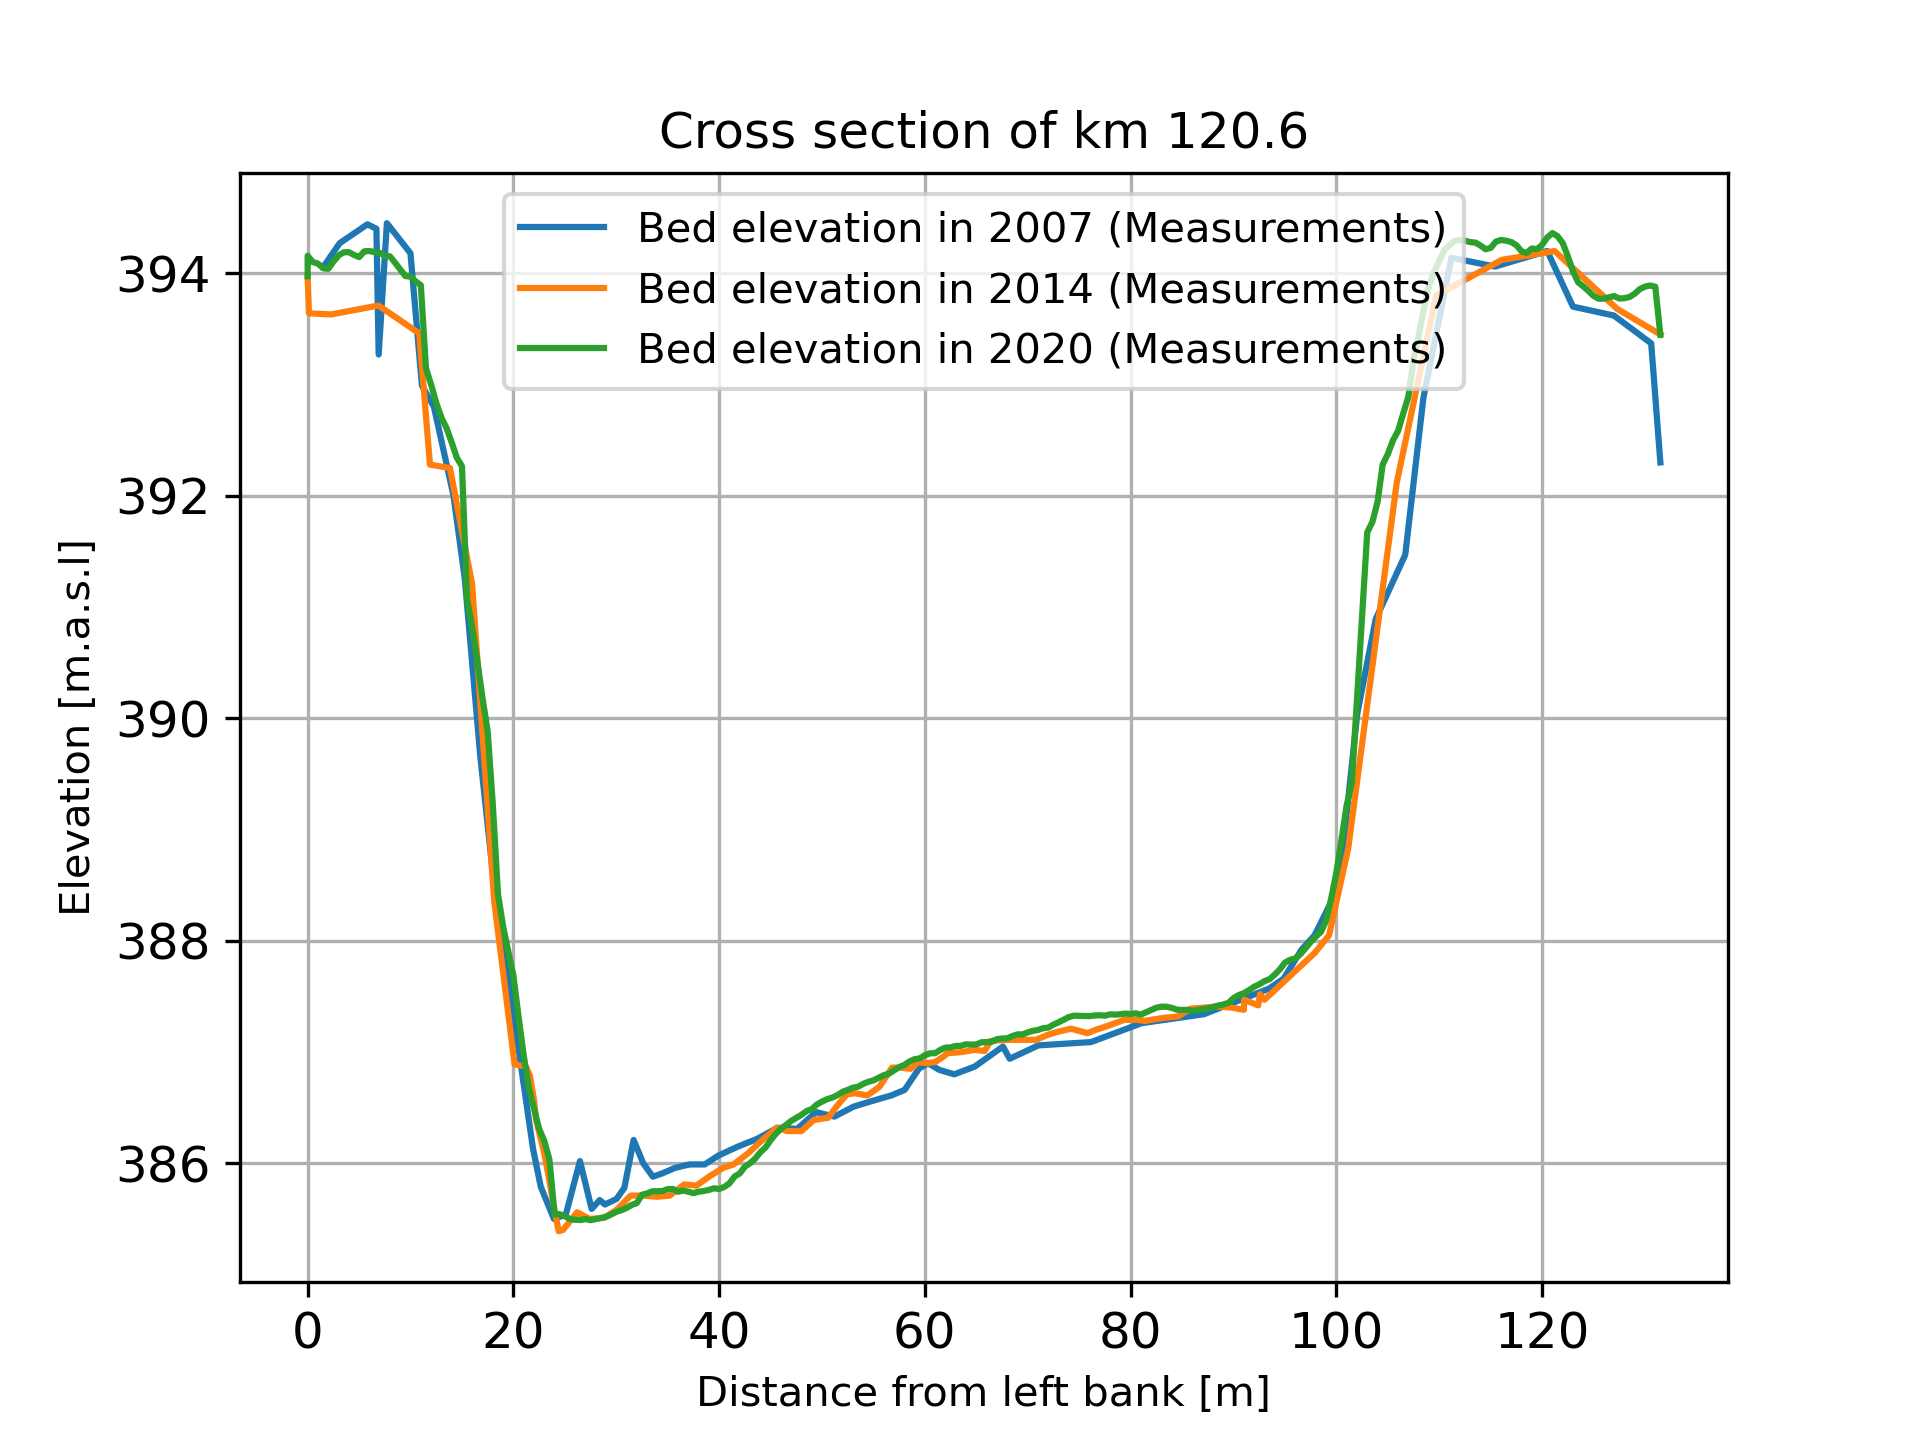 Cross section of km 120.6
Bed elevation in 2007 (Measurements)
Bed elevation in 2014 (Measurements)
Bed elevation in 2020 (Measurements)
394
392
390
388
386
Elevation [m.a.s.l]
0 20 40 60 80 100 120
Distance from left bank [m]